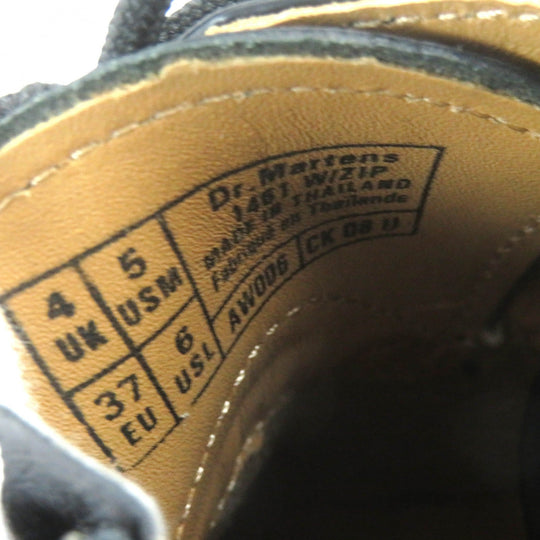 4
UK
5
USM
37
EU
6
USL
Dr. Martens
1461 W/ZIP
MADE IN THAILAND
Fabriqué en Thaïlande
AW006
CK 08 U